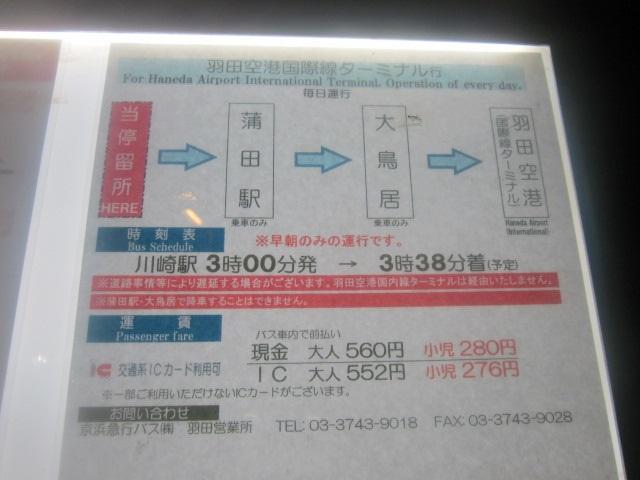 羽田空港国際線ターミナル行
For Haneda Airport International Terminal. Operation of every day.
毎日運行
当停留所
HERE
蒲田駅
乗車のみ
大鳥居
乗車のみ
羽田空港
(国際線ターミナル)
Haneda Airport
(International)
時刻表
Bus Schedule
※早朝のみの運行です。
川崎駅 3時00分発 → 3時38分着(予定)
※道路事情等により遅延する場合がございます。羽田空港国内線ターミナルは経由いたしません。
※蒲田駅・大鳥居で降車することはできません。
運賃
Passenger fare
バス車内で前払い
現金 大人 560円 小児 280円
IC 交通系ICカード利用可
IC 大人 552円 小児 276円
※一部ご利用いただけないICカードがございます。
お問い合わせ
京浜急行バス㈱ 羽田営業所 TEL: 03-3743-9018 FAX: 03-3743-9028